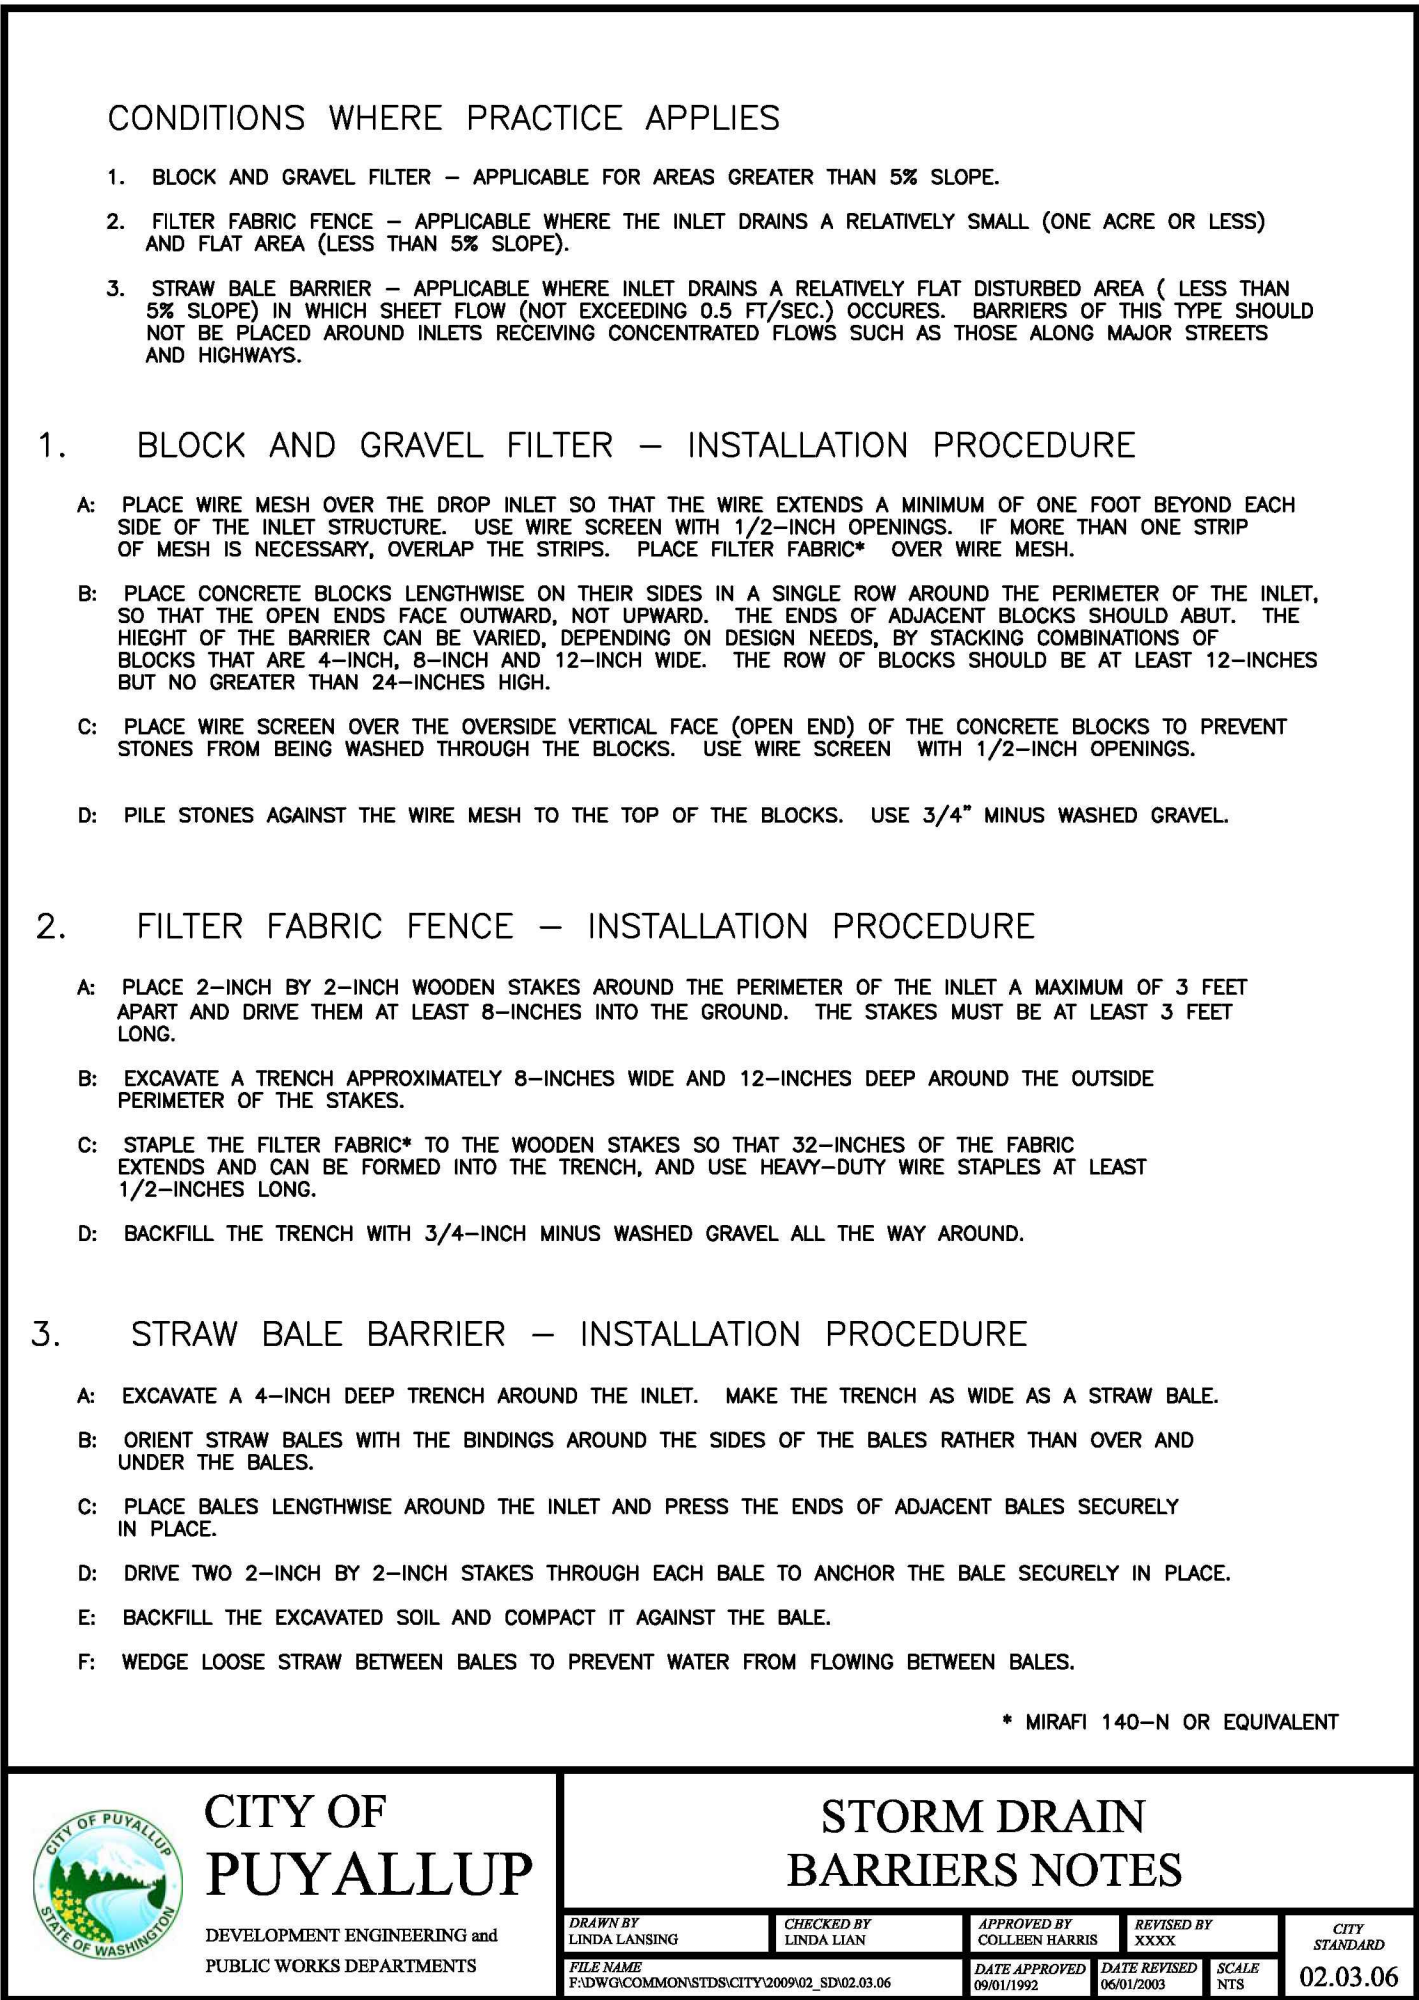 CONDITIONS WHERE PRACTICE APPLIES
1. BLOCK AND GRAVEL FILTER – APPLICABLE FOR AREAS GREATER THAN 5% SLOPE.
2. FILTER FABRIC FENCE – APPLICABLE WHERE THE INLET DRAINS A RELATIVELY SMALL (ONE ACRE OR LESS)
AND FLAT AREA (LESS THAN 5% SLOPE).
3. STRAW BALE BARRIER – APPLICABLE WHERE INLET DRAINS A RELATIVELY FLAT DISTURBED AREA ( LESS THAN
5% SLOPE) IN WHICH SHEET FLOW (NOT EXCEEDING 0.5 FT/SEC.) OCCURES. BARRIERS OF THIS TYPE SHOULD
NOT BE PLACED AROUND INLETS RECEIVING CONCENTRATED FLOWS SUCH AS THOSE ALONG MAJOR STREETS
AND HIGHWAYS.
1. BLOCK AND GRAVEL FILTER – INSTALLATION PROCEDURE
A: PLACE WIRE MESH OVER THE DROP INLET SO THAT THE WIRE EXTENDS A MINIMUM OF ONE FOOT BEYOND EACH
SIDE OF THE INLET STRUCTURE. USE WIRE SCREEN WITH 1/2–INCH OPENINGS. IF MORE THAN ONE STRIP
OF MESH IS NECESSARY, OVERLAP THE STRIPS. PLACE FILTER FABRIC* OVER WIRE MESH.
B: PLACE CONCRETE BLOCKS LENGTHWISE ON THEIR SIDES IN A SINGLE ROW AROUND THE PERIMETER OF THE INLET,
SO THAT THE OPEN ENDS FACE OUTWARD, NOT UPWARD. THE ENDS OF ADJACENT BLOCKS SHOULD ABUT. THE
HIEGHT OF THE BARRIER CAN BE VARIED, DEPENDING ON DESIGN NEEDS, BY STACKING COMBINATIONS OF
BLOCKS THAT ARE 4–INCH, 8–INCH AND 12–INCH WIDE. THE ROW OF BLOCKS SHOULD BE AT LEAST 12–INCHES
BUT NO GREATER THAN 24–INCHES HIGH.
C: PLACE WIRE SCREEN OVER THE OVERSIDE VERTICAL FACE (OPEN END) OF THE CONCRETE BLOCKS TO PREVENT
STONES FROM BEING WASHED THROUGH THE BLOCKS. USE WIRE SCREEN WITH 1/2–INCH OPENINGS.
D: PILE STONES AGAINST THE WIRE MESH TO THE TOP OF THE BLOCKS. USE 3/4" MINUS WASHED GRAVEL.
2. FILTER FABRIC FENCE – INSTALLATION PROCEDURE
A: PLACE 2–INCH BY 2–INCH WOODEN STAKES AROUND THE PERIMETER OF THE INLET A MAXIMUM OF 3 FEET
APART AND DRIVE THEM AT LEAST 8–INCHES INTO THE GROUND. THE STAKES MUST BE AT LEAST 3 FEET
LONG.
B: EXCAVATE A TRENCH APPROXIMATELY 8–INCHES WIDE AND 12–INCHES DEEP AROUND THE OUTSIDE
PERIMETER OF THE STAKES.
C: STAPLE THE FILTER FABRIC* TO THE WOODEN STAKES SO THAT 32–INCHES OF THE FABRIC
EXTENDS AND CAN BE FORMED INTO THE TRENCH, AND USE HEAVY–DUTY WIRE STAPLES AT LEAST
1/2–INCHES LONG.
D: BACKFILL THE TRENCH WITH 3/4–INCH MINUS WASHED GRAVEL ALL THE WAY AROUND.
3. STRAW BALE BARRIER – INSTALLATION PROCEDURE
A: EXCAVATE A 4–INCH DEEP TRENCH AROUND THE INLET. MAKE THE TRENCH AS WIDE AS A STRAW BALE.
B: ORIENT STRAW BALES WITH THE BINDINGS AROUND THE SIDES OF THE BALES RATHER THAN OVER AND
UNDER THE BALES.
C: PLACE BALES LENGTHWISE AROUND THE INLET AND PRESS THE ENDS OF ADJACENT BALES SECURELY
IN PLACE.
D: DRIVE TWO 2–INCH BY 2–INCH STAKES THROUGH EACH BALE TO ANCHOR THE BALE SECURELY IN PLACE.
E: BACKFILL THE EXCAVATED SOIL AND COMPACT IT AGAINST THE BALE.
F: WEDGE LOOSE STRAW BETWEEN BALES TO PREVENT WATER FROM FLOWING BETWEEN BALES.
* MIRAFI 140–N OR EQUIVALENT
CITY OF PUYALLUP
STATE OF WASHINGTON
CITY OF
PUYALLUP
DEVELOPMENT ENGINEERING and
PUBLIC WORKS DEPARTMENTS
STORM DRAIN
BARRIERS NOTES
DRAWN BY
LINDA LANSING
CHECKED BY
LINDA LIAN
APPROVED BY
COLLEEN HARRIS
REVISED BY
XXXX
FILE NAME
F:\DWG\COMMON\STDS\CITY\2009\02_SD\02.03.06
DATE APPROVED
09/01/1992
DATE REVISED
06/01/2003
SCALE
NTS
CITY
STANDARD
02.03.06